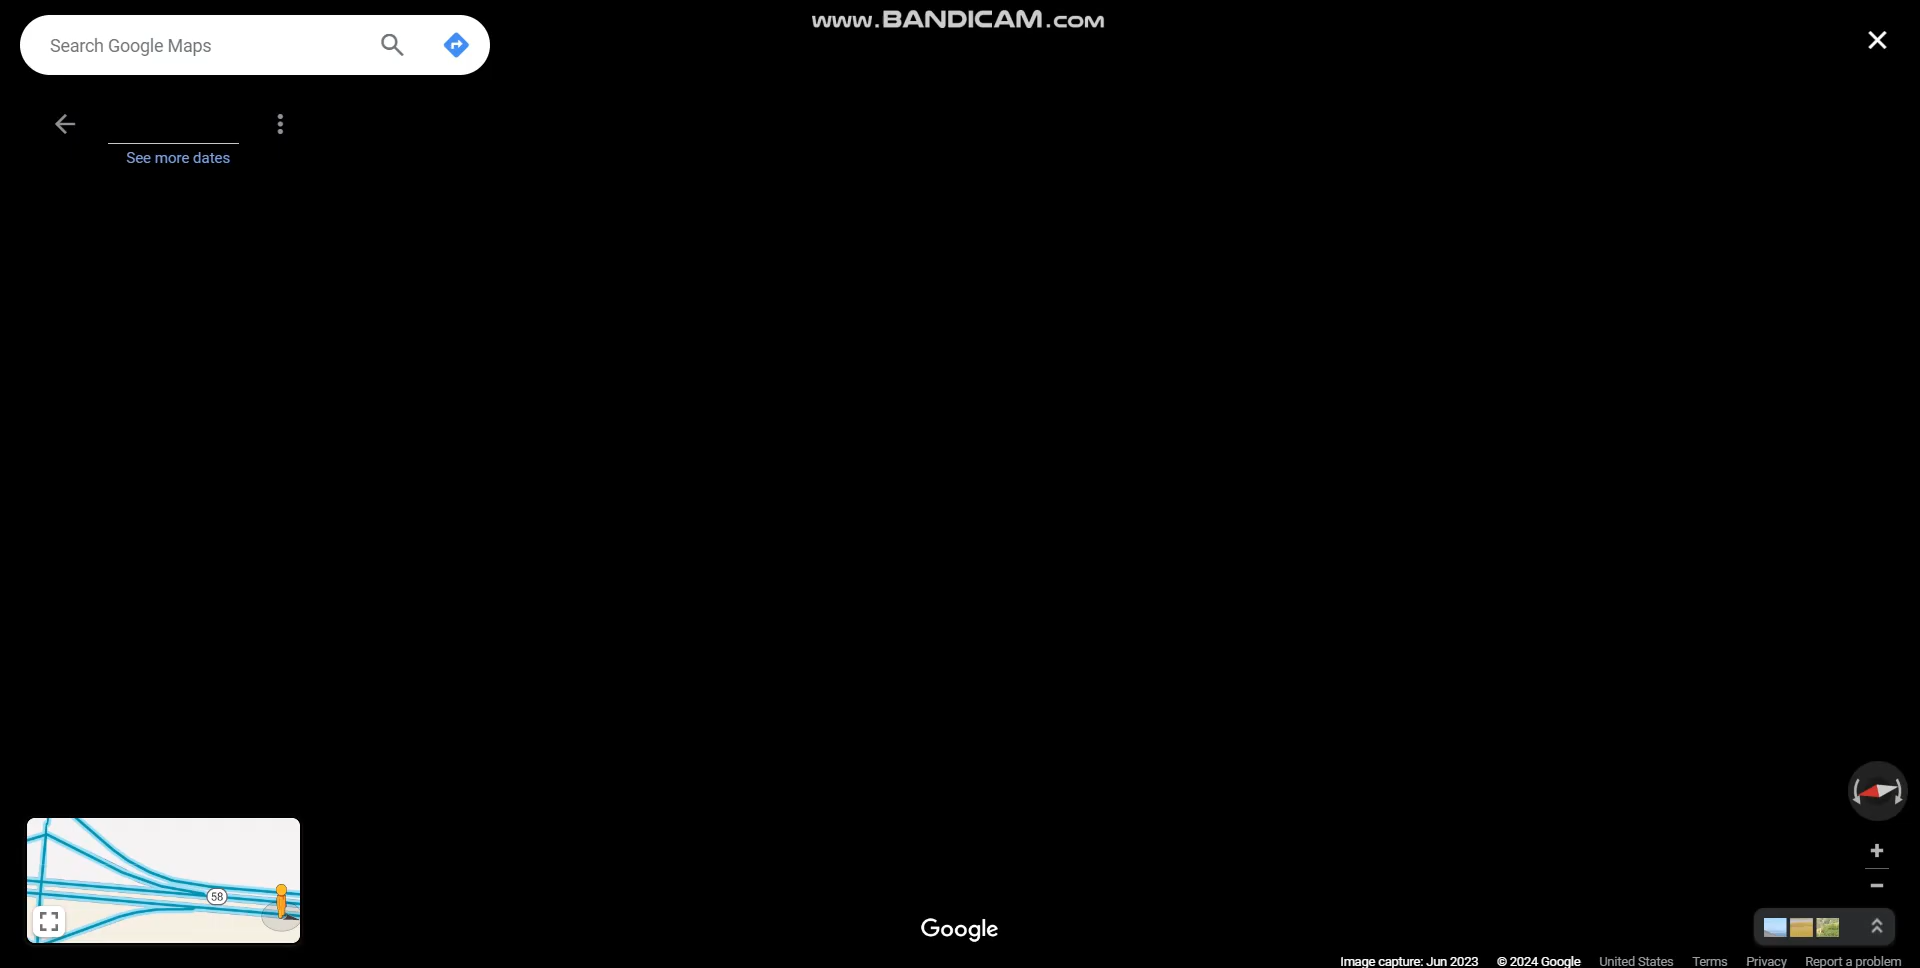 www.BANDICAM.com
Search Google Maps
See more dates
58
Google
Image capture: Jun 2023 © 2024 Google United States Terms Privacy Report a problem